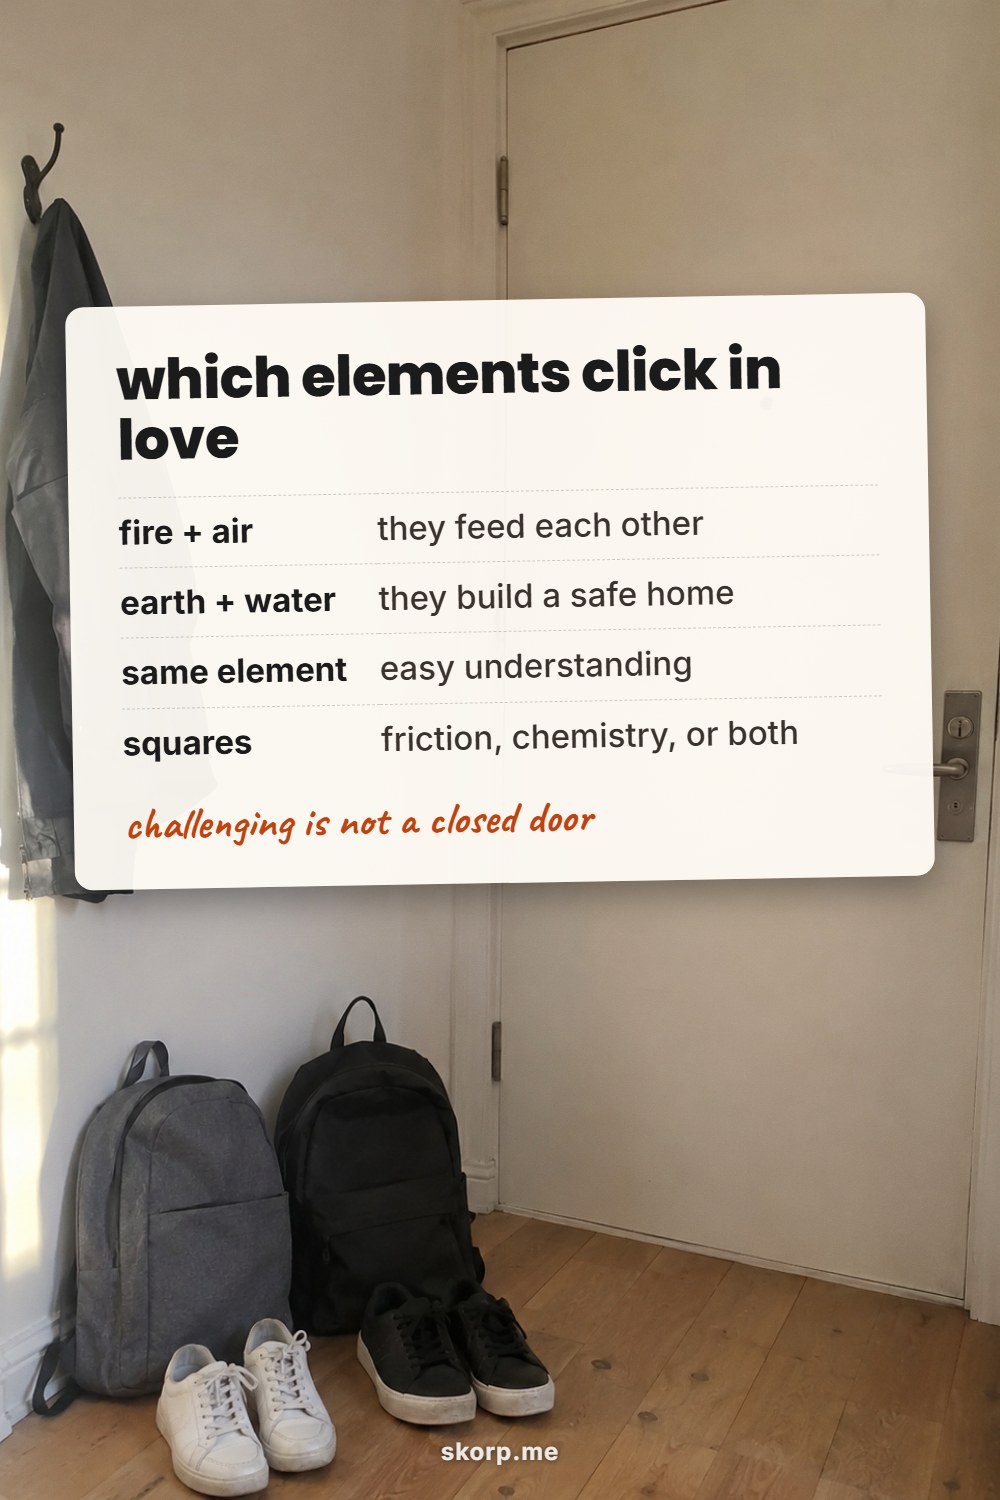 which elements click in
love
fire + air they feed each other
earth + water they build a safe home
same element easy understanding
squares friction, chemistry, or both
challenging is not a closed door
skorp.me